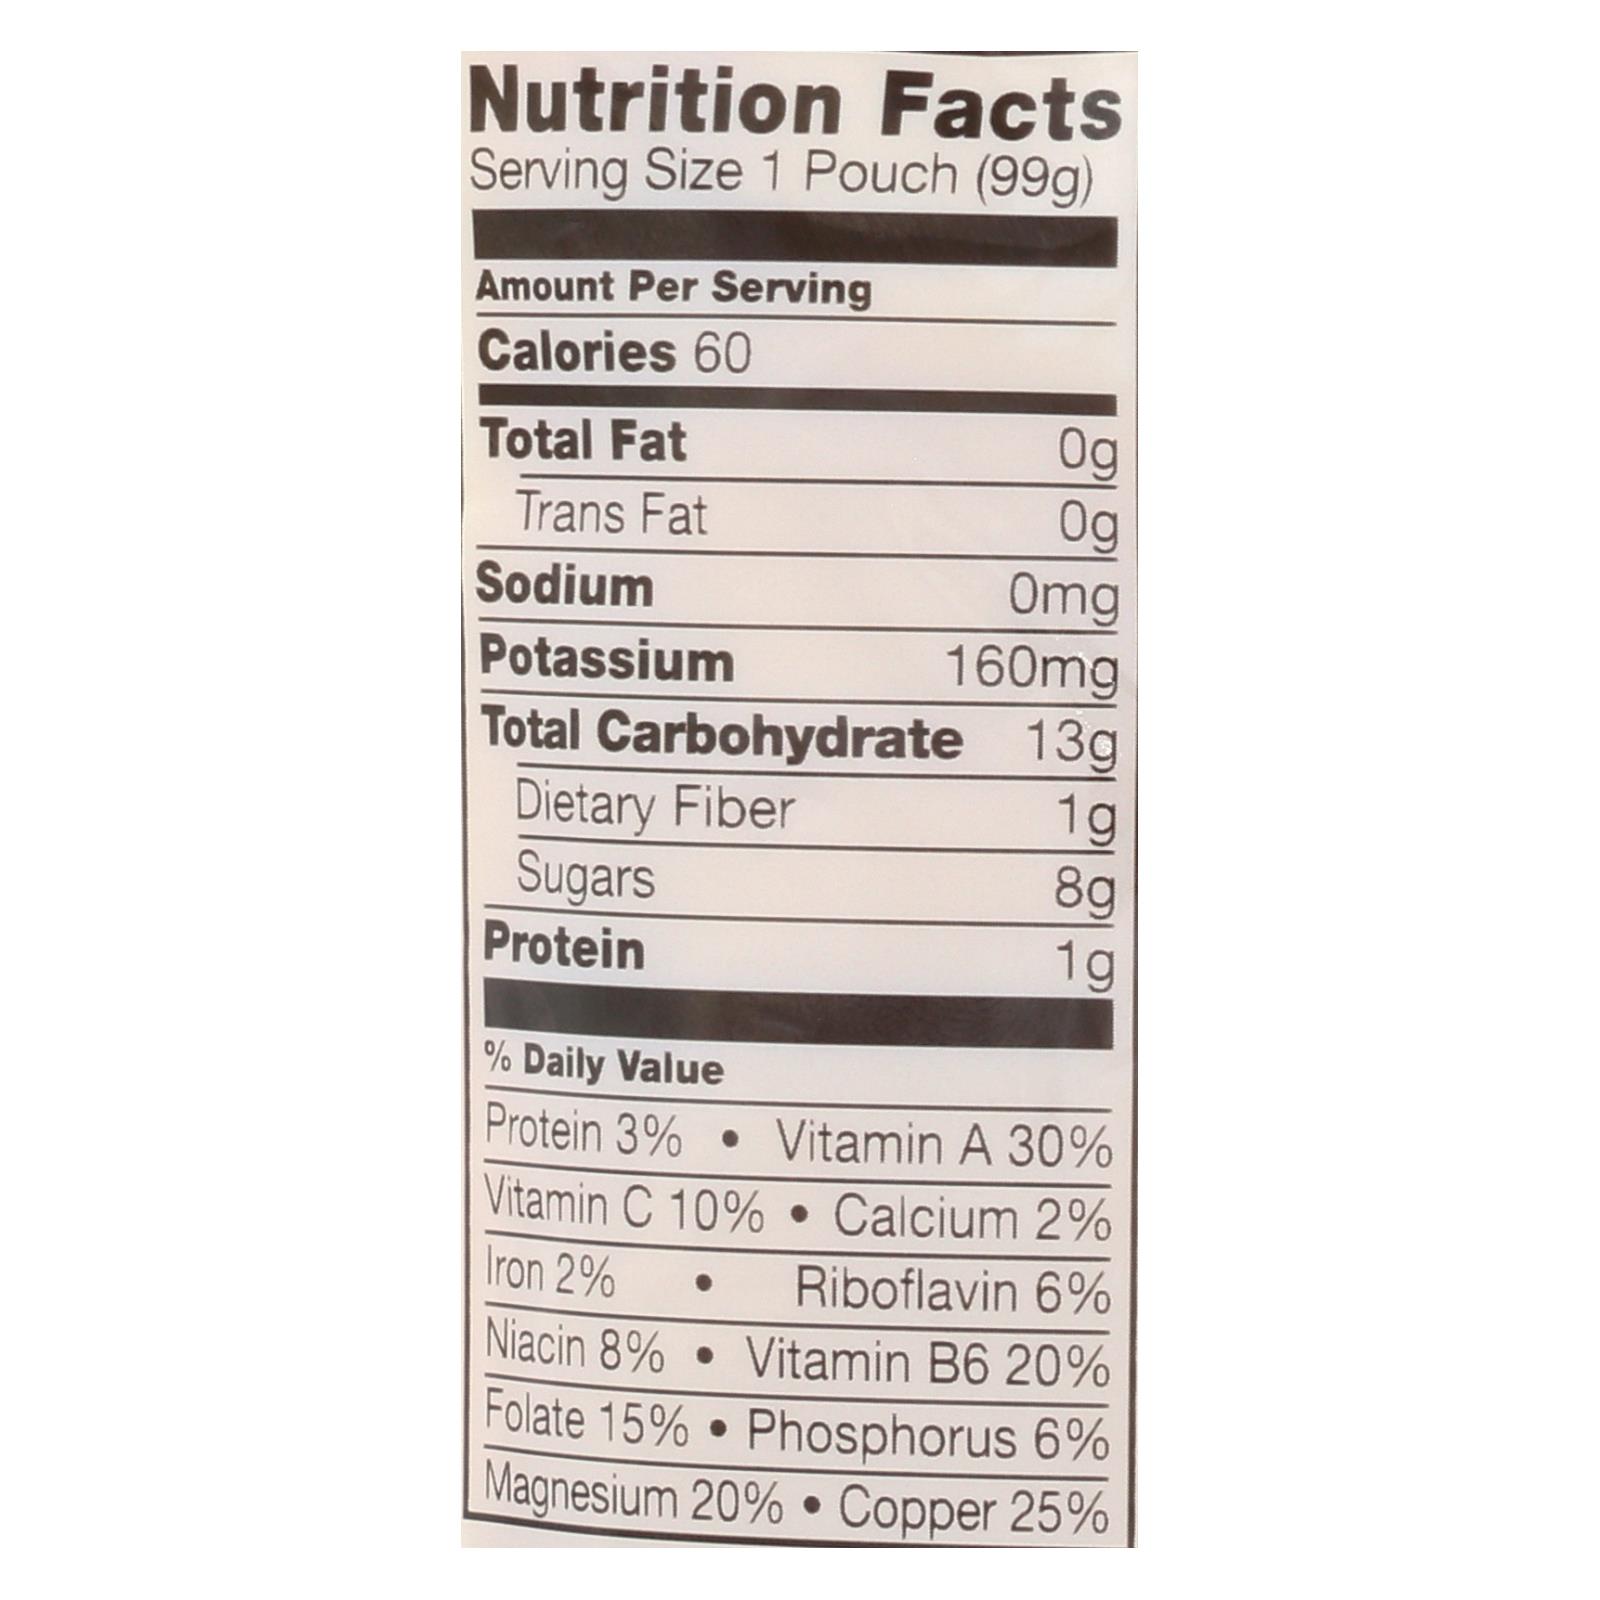 Nutrition Facts
Serving Size 1 Pouch (99g)
Amount Per Serving
Calories 60
Total Fat 0g
Trans Fat 0g
Sodium 0mg
Potassium 160mg
Total Carbohydrate 13g
Dietary Fiber 1g
Sugars 8g
Protein 1g
% Daily Value
Protein 3% • Vitamin A 30%
Vitamin C 10% • Calcium 2%
Iron 2% • Riboflavin 6%
Niacin 8% • Vitamin B6 20%
Folate 15% • Phosphorus 6%
Magnesium 20% • Copper 25%